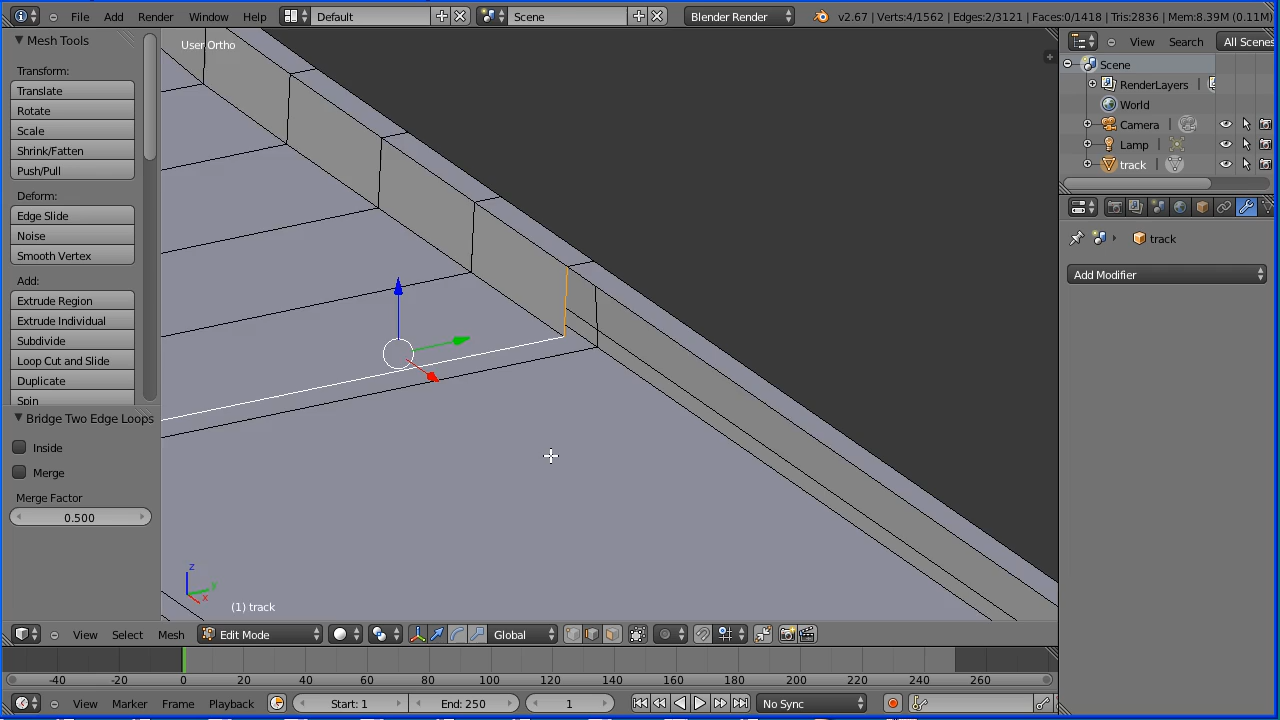 File Add Render Window Help Default Scene Blender Render v2.67 | Verts:4/1562 | Edges:2/3121 | Faces:0/1418 | Tris:2836 | Mem:8.39M (0.11M)
Mesh Tools
Transform:
Translate
Rotate
Scale
Shrink/Fatten
Push/Pull
Deform:
Edge Slide
Noise
Smooth Vertex
Add:
Extrude Region
Extrude Individual
Subdivide
Loop Cut and Slide
Duplicate
Spin
Bridge Two Edge Loops
Inside
Merge
Merge Factor
0.500
User Ortho
z
y
x
(1) track
View Search All Scenes
Scene
RenderLayers |
World
Camera |
Lamp |
track |
track
Add Modifier
View Select Mesh Edit Mode Global
-40 -20 0 20 40 60 80 100 120 140 160 180 200 220 240 260
View Marker Frame Playback Start: 1 End: 250 1 No Sync